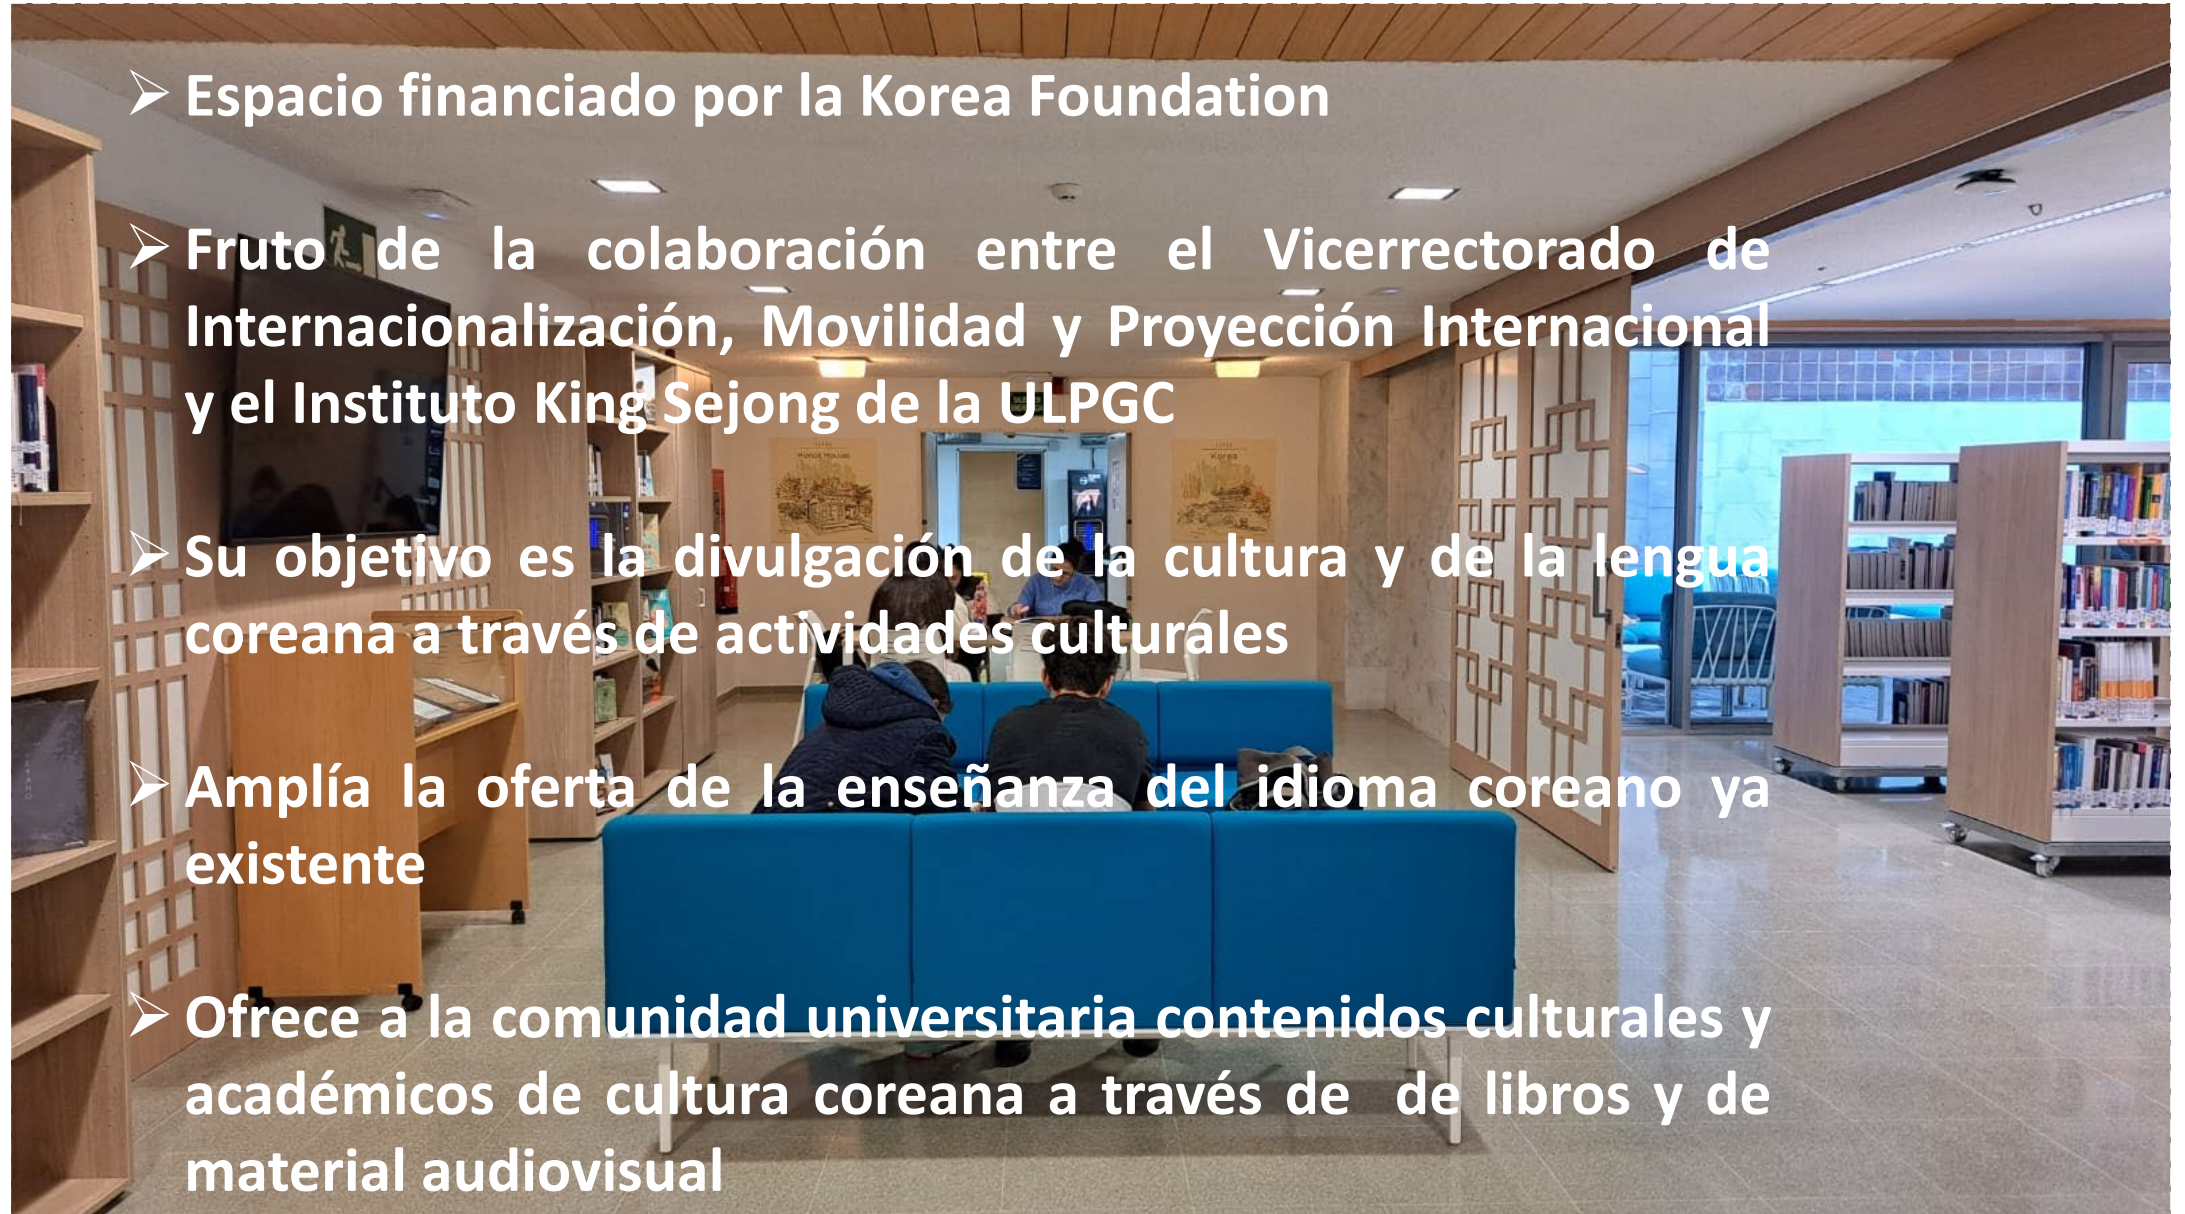 ➢ Espacio financiado por la Korea Foundation
➢ Fruto de la colaboración entre el Vicerrectorado de
Internacionalización, Movilidad y Proyección Internacional
y el Instituto King Sejong de la ULPGC
➢ Su objetivo es la divulgación de la cultura y de la lengua
coreana a través de actividades culturales
➢ Amplía la oferta de la enseñanza del idioma coreano ya
existente
➢ Ofrece a la comunidad universitaria contenidos culturales y
académicos de cultura coreana a través de  de libros y de
material audiovisual
Korea